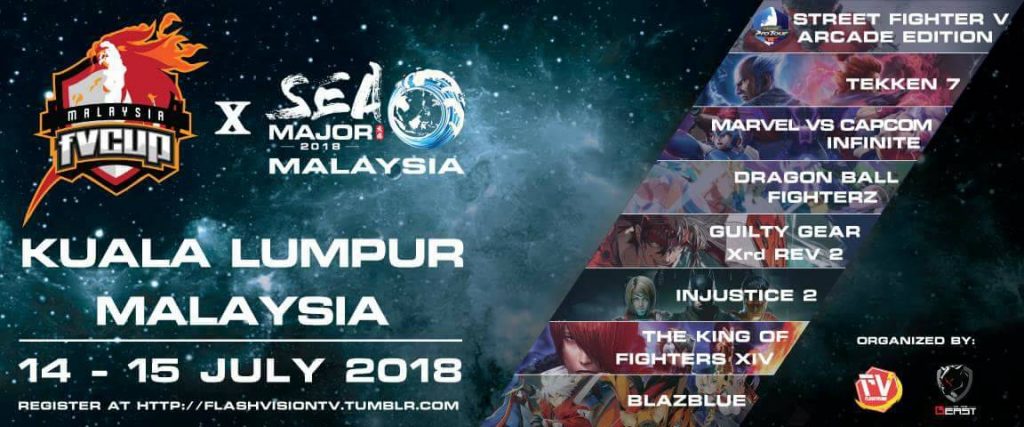 MALAYSIA
FVCUP
X
SEA
MAJOR
2018
MALAYSIA
KUALA LUMPUR
MALAYSIA
14 - 15 JULY 2018
REGISTER AT HTTP://FLASHVISIONTV.TUMBLR.COM
STREET FIGHTER V
ARCADE EDITION
TEKKEN 7
MARVEL VS CAPCOM
INFINITE
DRAGON BALL
FIGHTERZ
GUILTY GEAR
Xrd REV 2
INJUSTICE 2
THE KING OF
FIGHTERS XIV
BLAZBLUE
ORGANIZED BY:
FV
FLASHVISION
BEAST